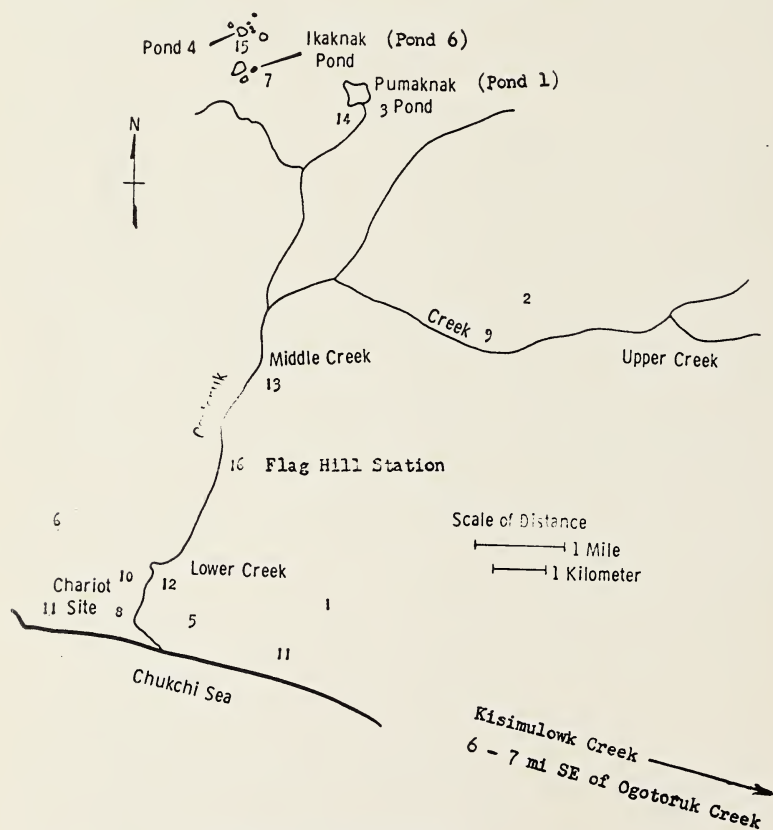 Pond 4
15
Ikaknak (Pond 6)
Pond
7
Pumaknak (Pond 1)
3 Pond
14
N
2
Creek
9
Upper Creek
Middle Creek
13
16 Flag Hill Station
6
Scale of Distance
1 Mile
1 Kilometer
10
Lower Creek
12
Chariot
11 Site
8
5
1
11
Chukchi Sea
Kisimulowk Creek
6 - 7 mi SE of Ogotoruk Creek